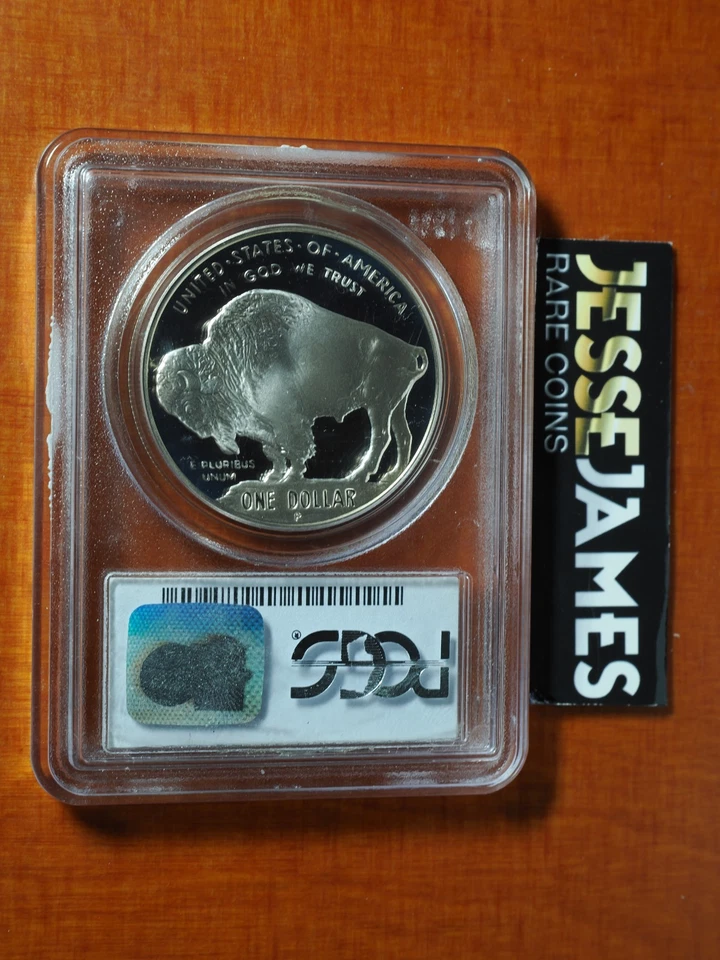 UNITED·STATES·OF·AMERICA
IN GOD WE TRUST
E PLURIBUS
UNUM
ONE DOLLAR
P
PCGS
®
JESSE JAMES
RARE COINS